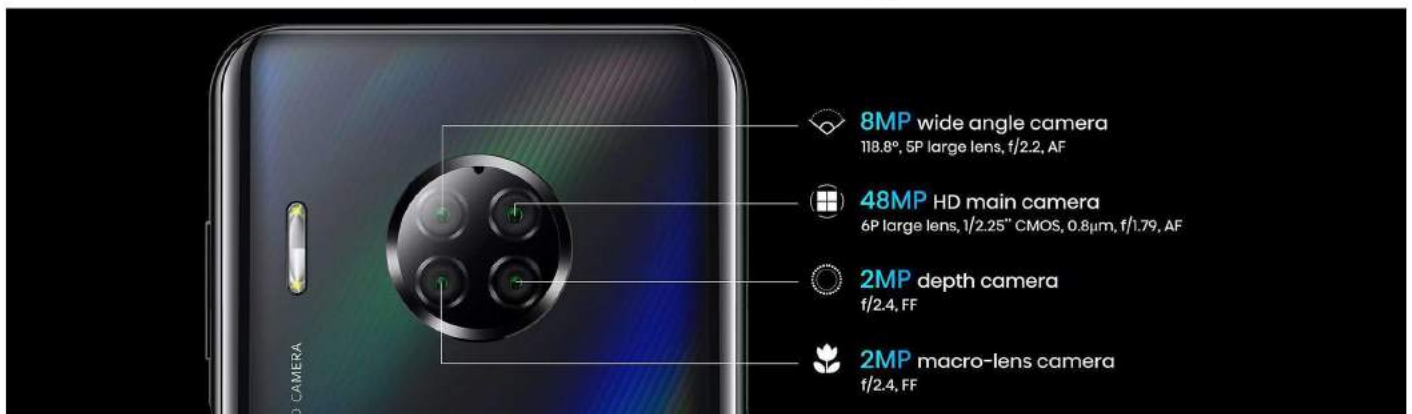 8MP wide angle camera
118.8°, 5P large lens, f/2.2, AF
48MP HD main camera
6P large lens, 1/2.25" CMOS, 0.8μm, f/1.79, AF
2MP depth camera
f/2.4, FF
2MP macro-lens camera
f/2.4, FF
CAMERA